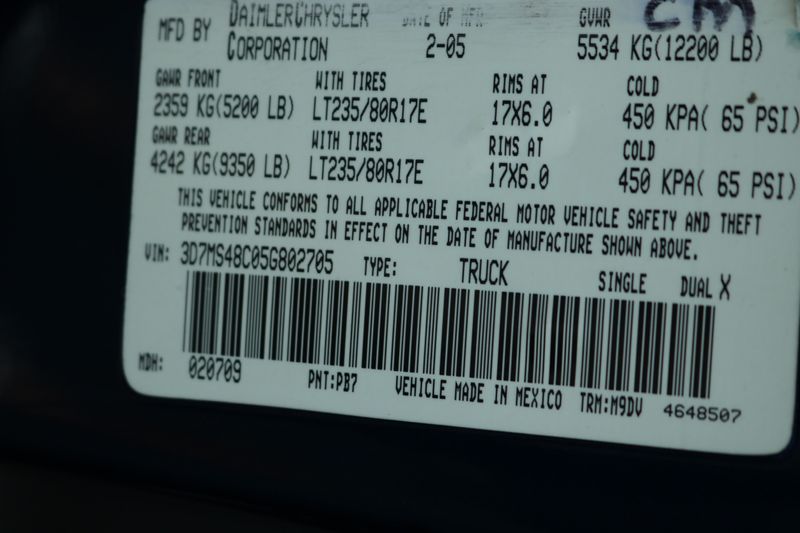 MFD BY DAIMLERCHRYSLER CORPORATION DATE OF MFR 2-05 GVWR 5534 KG(12200 LB) CM
GAWR FRONT WITH TIRES RIMS AT COLD
2359 KG(5200 LB) LT235/80R17E 17X6.0 450 KPA( 65 PSI)
GAWR REAR WITH TIRES RIMS AT COLD
4242 KG(9350 LB) LT235/80R17E 17X6.0 450 KPA( 65 PSI)
THIS VEHICLE CONFORMS TO ALL APPLICABLE FEDERAL MOTOR VEHICLE SAFETY AND THEFT
PREVENTION STANDARDS IN EFFECT ON THE DATE OF MANUFACTURE SHOWN ABOVE.
VIN: 3D7MS48C05G802705 TYPE: TRUCK SINGLE DUAL X
MDH: 020709 PNT:PB7 VEHICLE MADE IN MEXICO TRM:M9DV 4648507